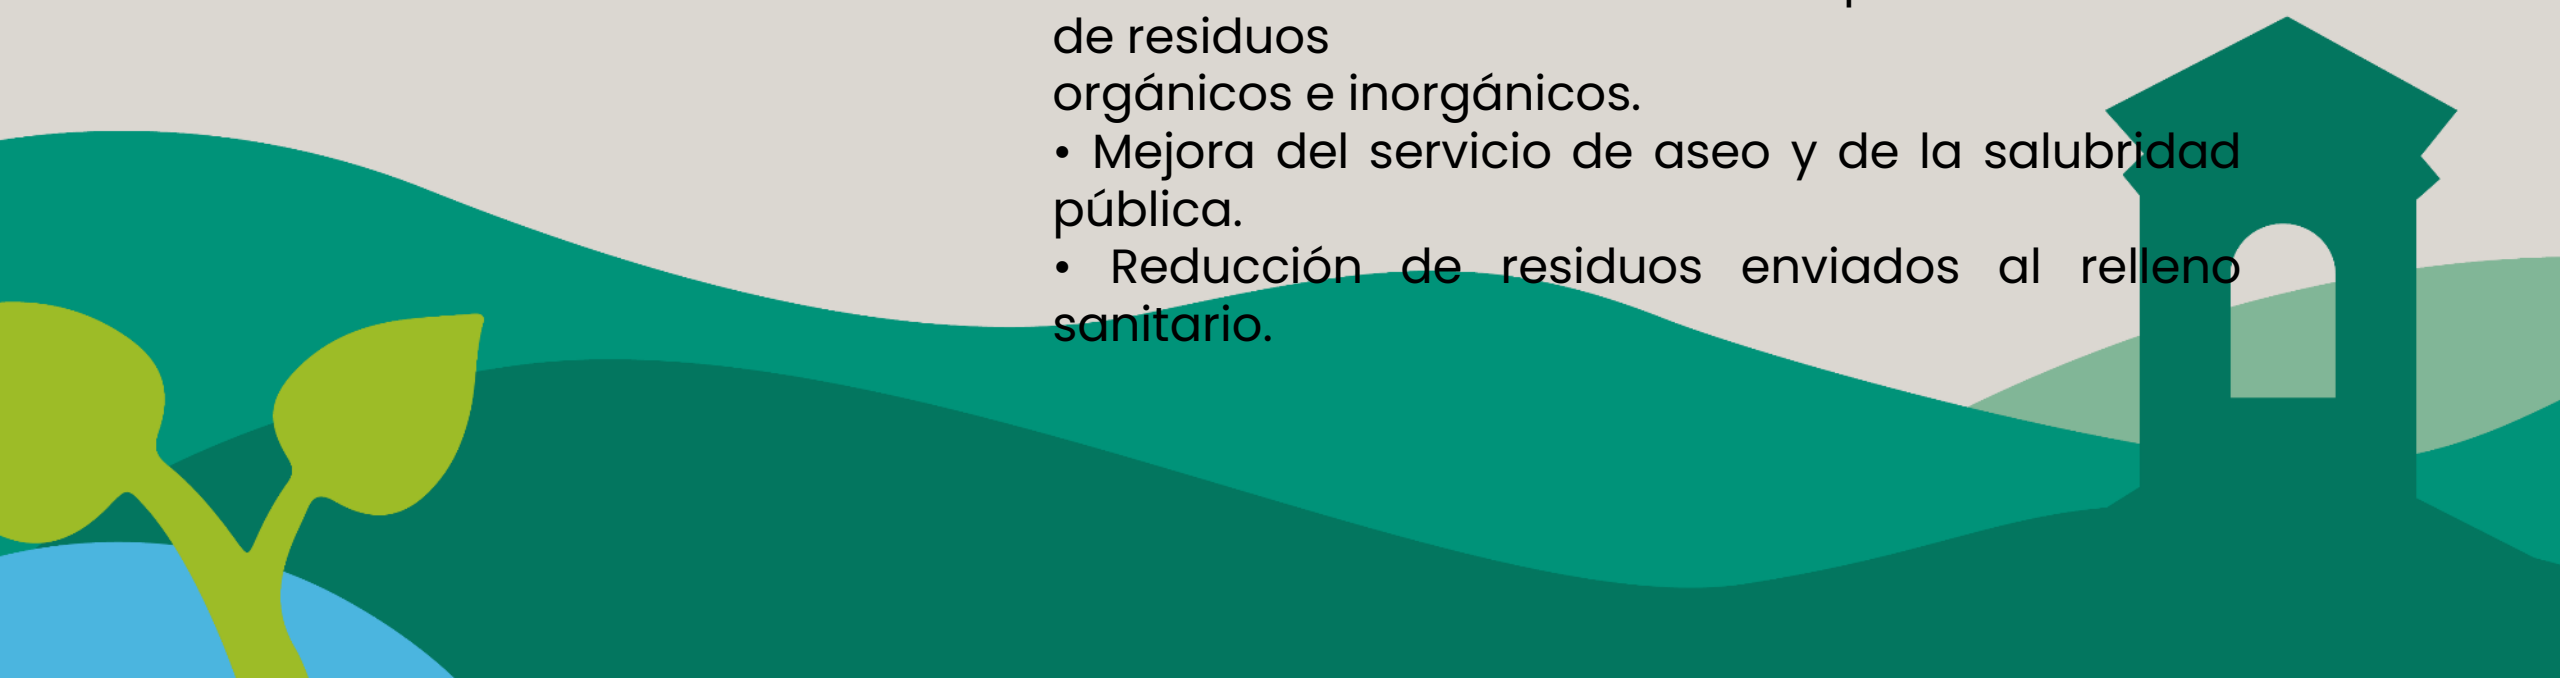 de residuos
orgánicos e inorgánicos.
• Mejora del servicio de aseo y de la salubridad
pública.
• Reducción de residuos enviados al relleno
sanitario.